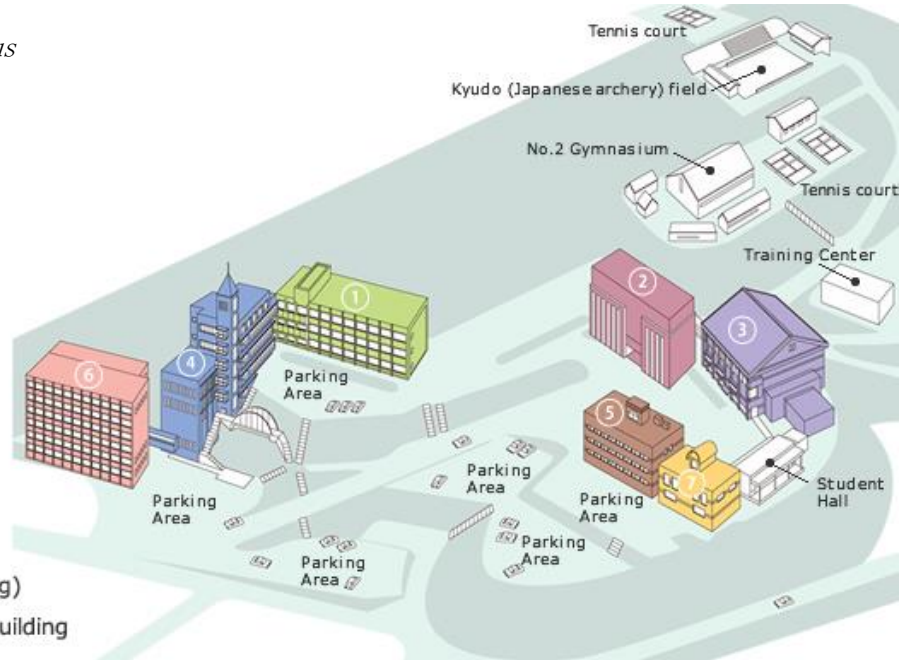 Tennis court
Kyudo (Japanese archery) field
No.2 Gymnasium
Tennis court
Training Center
2
1
3
4
6
Parking
Area
5
Parking
Area
7
Student
Hall
Parking
Area
Parking
Area
Parking
Area
Parking
Area